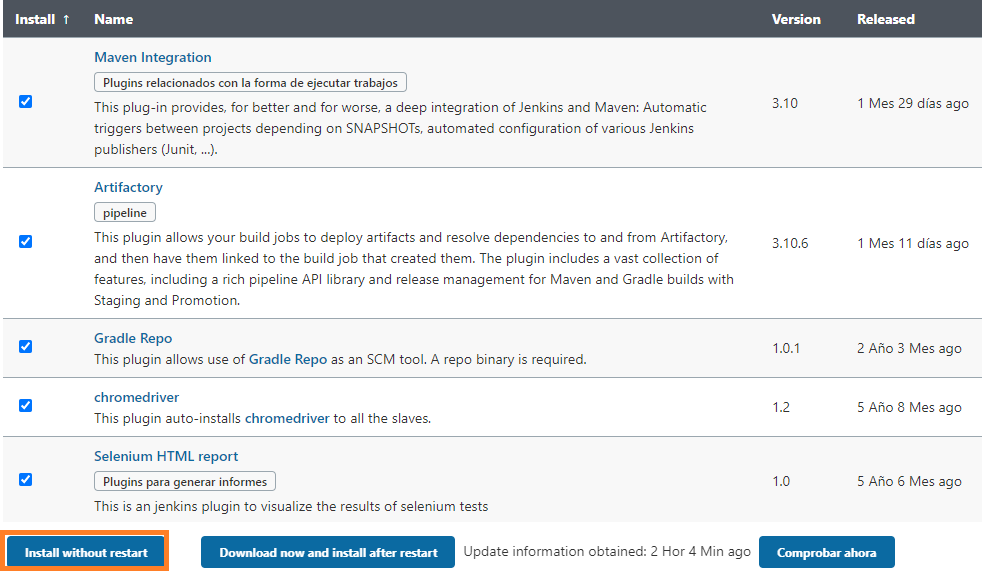 Install ↑ Name Version Released
Maven Integration
Plugins relacionados con la forma de ejecutar trabajos
This plug-in provides, for better and for worse, a deep integration of Jenkins and Maven: Automatic
triggers between projects depending on SNAPSHOTs, automated configuration of various Jenkins
publishers (Junit, ...).
3.10 1 Mes 29 días ago
Artifactory
pipeline
This plugin allows your build jobs to deploy artifacts and resolve dependencies to and from Artifactory,
and then have them linked to the build job that created them. The plugin includes a vast collection of
features, including a rich pipeline API library and release management for Maven and Gradle builds with
Staging and Promotion.
3.10.6 1 Mes 11 días ago
Gradle Repo
This plugin allows use of Gradle Repo as an SCM tool. A repo binary is required.
1.0.1 2 Año 3 Mes ago
chromedriver
This plugin auto-installs chromedriver to all the slaves.
1.2 5 Año 8 Mes ago
Selenium HTML report
Plugins para generar informes
This is an jenkins plugin to visualize the results of selenium tests
1.0 5 Año 6 Mes ago
Install without restart Download now and install after restart Update information obtained: 2 Hor 4 Min ago Comprobar ahora